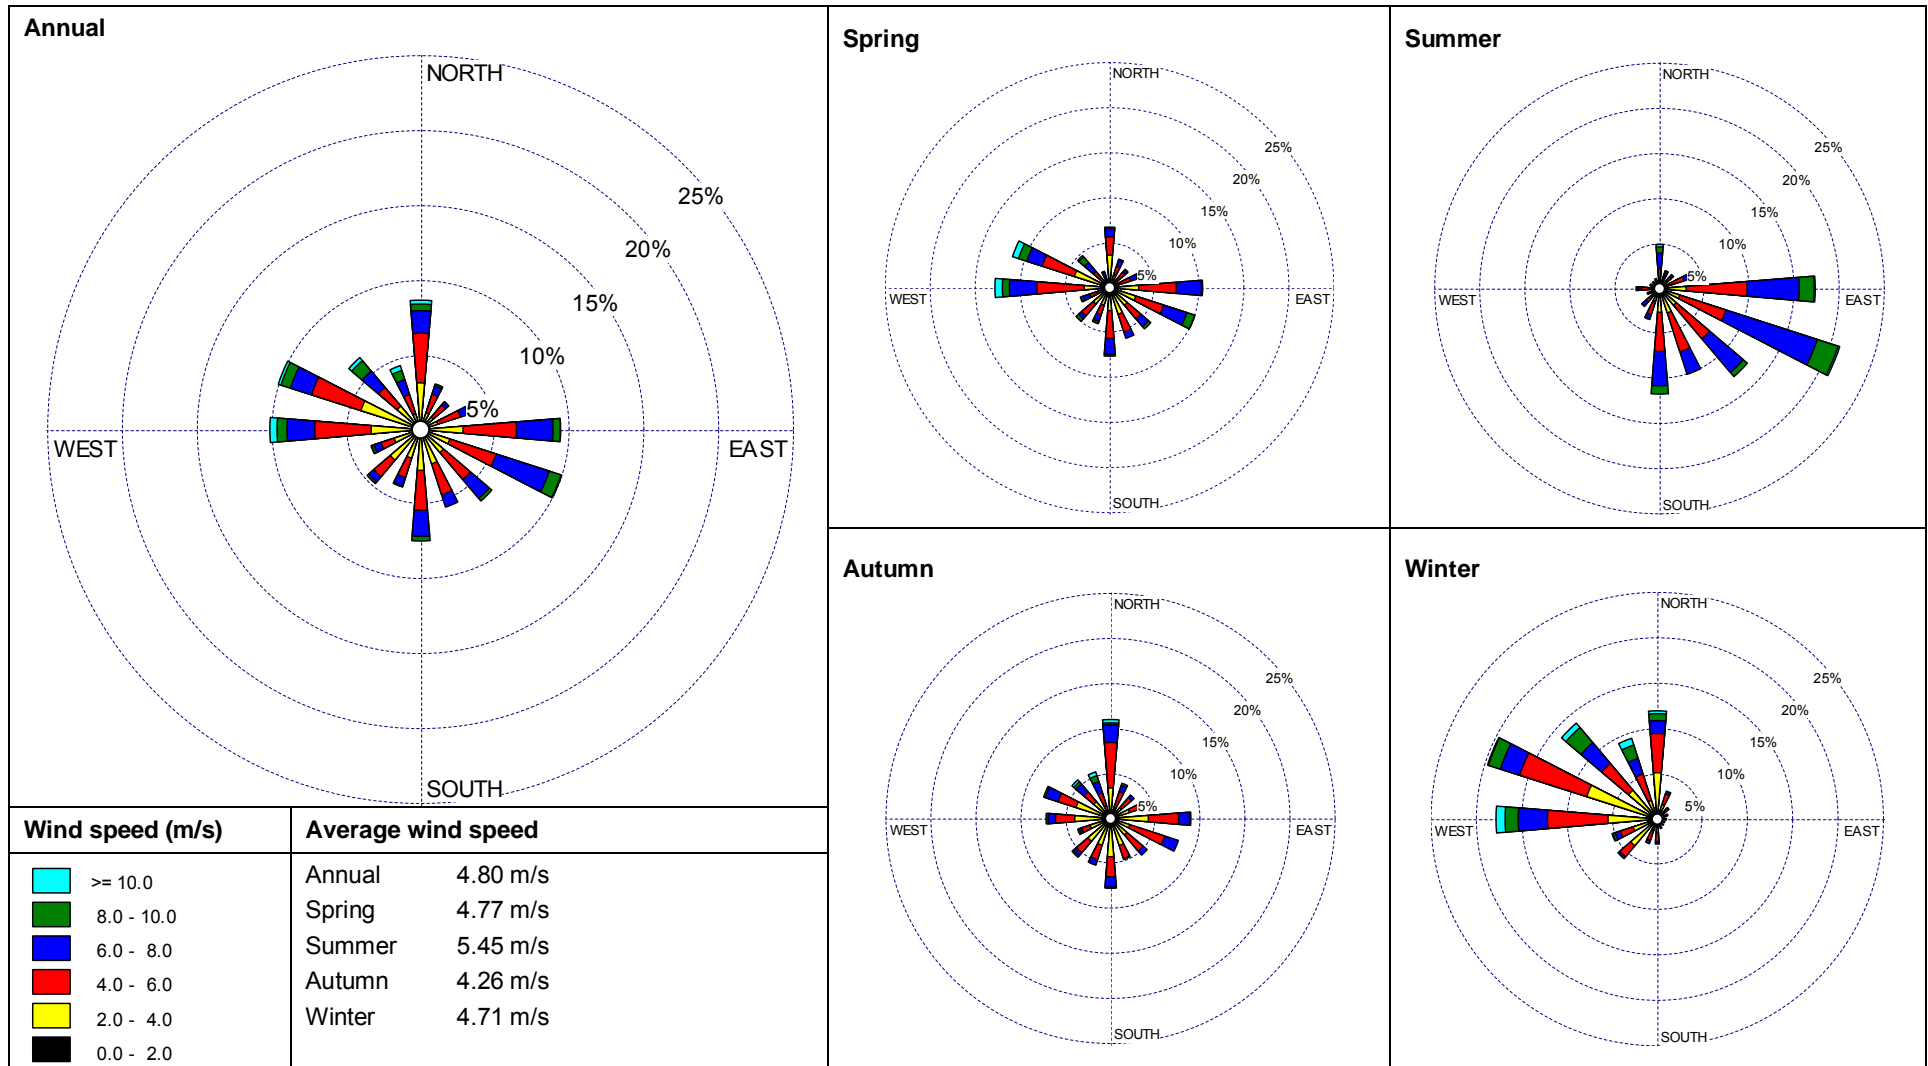 Annual
NORTH
25%
20%
15%
10%
5%
WEST
EAST
SOUTH
Spring
NORTH
25%
20%
15%
10%
5%
WEST
EAST
SOUTH
Summer
NORTH
25%
20%
15%
10%
5%
WEST
EAST
SOUTH
Autumn
NORTH
25%
20%
15%
10%
5%
WEST
EAST
SOUTH
Winter
NORTH
25%
20%
15%
10%
5%
WEST
EAST
SOUTH
Wind speed (m/s)
>= 10.0
8.0 - 10.0
6.0 - 8.0
4.0 - 6.0
2.0 - 4.0
0.0 - 2.0
Average wind speed
Annual 4.80 m/s
Spring 4.77 m/s
Summer 5.45 m/s
Autumn 4.26 m/s
Winter 4.71 m/s